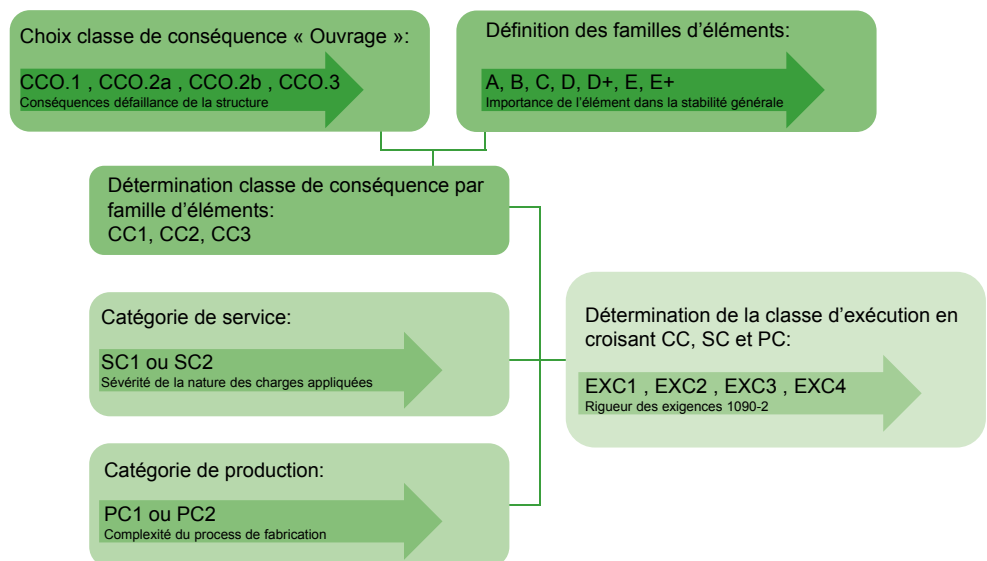 Choix classe de conséquence « Ouvrage »:
CCO.1 , CCO.2a , CCO.2b , CCO.3
Conséquences défaillance de la structure
Définition des familles d’éléments:
A, B, C, D, D+, E, E+
Importance de l’élément dans la stabilité générale
Détermination classe de conséquence par
famille d’éléments:
CC1, CC2, CC3
Catégorie de service:
SC1 ou SC2
Sévérité de la nature des charges appliquées
Catégorie de production:
PC1 ou PC2
Complexité du process de fabrication
Détermination de la classe d’exécution en
croisant CC, SC et PC:
EXC1 , EXC2 , EXC3 , EXC4
Rigueur des exigences 1090-2